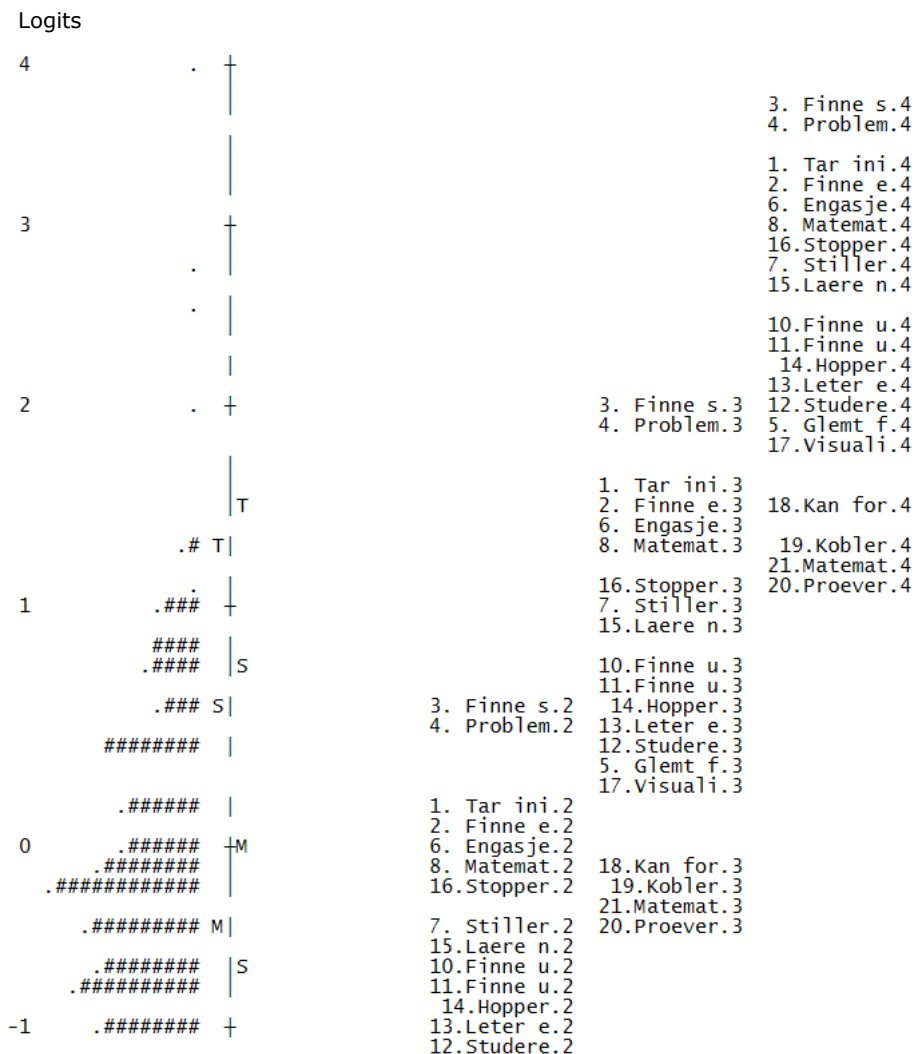 Logits
4 . +
3. Finne s.4
4. Problem.4
1. Tar ini.4
2. Finne e.4
6. Engasje.4
3 + 8. Matemat.4
16.Stopper.4
. | 7. Stiller.4
15.Laere n.4
. |
10.Finne u.4
11.Finne u.4
| 14.Hopper.4
13.Leter e.4
2 . + 3. Finne s.3 12.Studere.4
4. Problem.3 5. Glemt f.4
17.Visuali.4
1. Tar ini.3
|T 2. Finne e.3 18.Kan for.4
6. Engasje.3
.# T| 8. Matemat.3 19.Kobler.4
21.Matemat.4
. | 16.Stopper.3 20.Proever.4
1 .### + 7. Stiller.3
15.Laere n.3
#### |
.#### |S 10.Finne u.3
11.Finne u.3
.### S| 3. Finne s.2 14.Hopper.3
4. Problem.2 13.Leter e.3
######## | 12.Studere.3
5. Glemt f.3
17.Visuali.3
.###### | 1. Tar ini.2
2. Finne e.2
0 .###### +M 6. Engasje.2
.######## | 8. Matemat.2 18.Kan for.3
.############ | 16.Stopper.2 19.Kobler.3
21.Matemat.3
.######### M| 7. Stiller.2 20.Proever.3
15.Laere n.2
.######## |S 10.Finne u.2
.########## | 11.Finne u.2
14.Hopper.2
-1 .######## + 13.Leter e.2
12.Studere.2